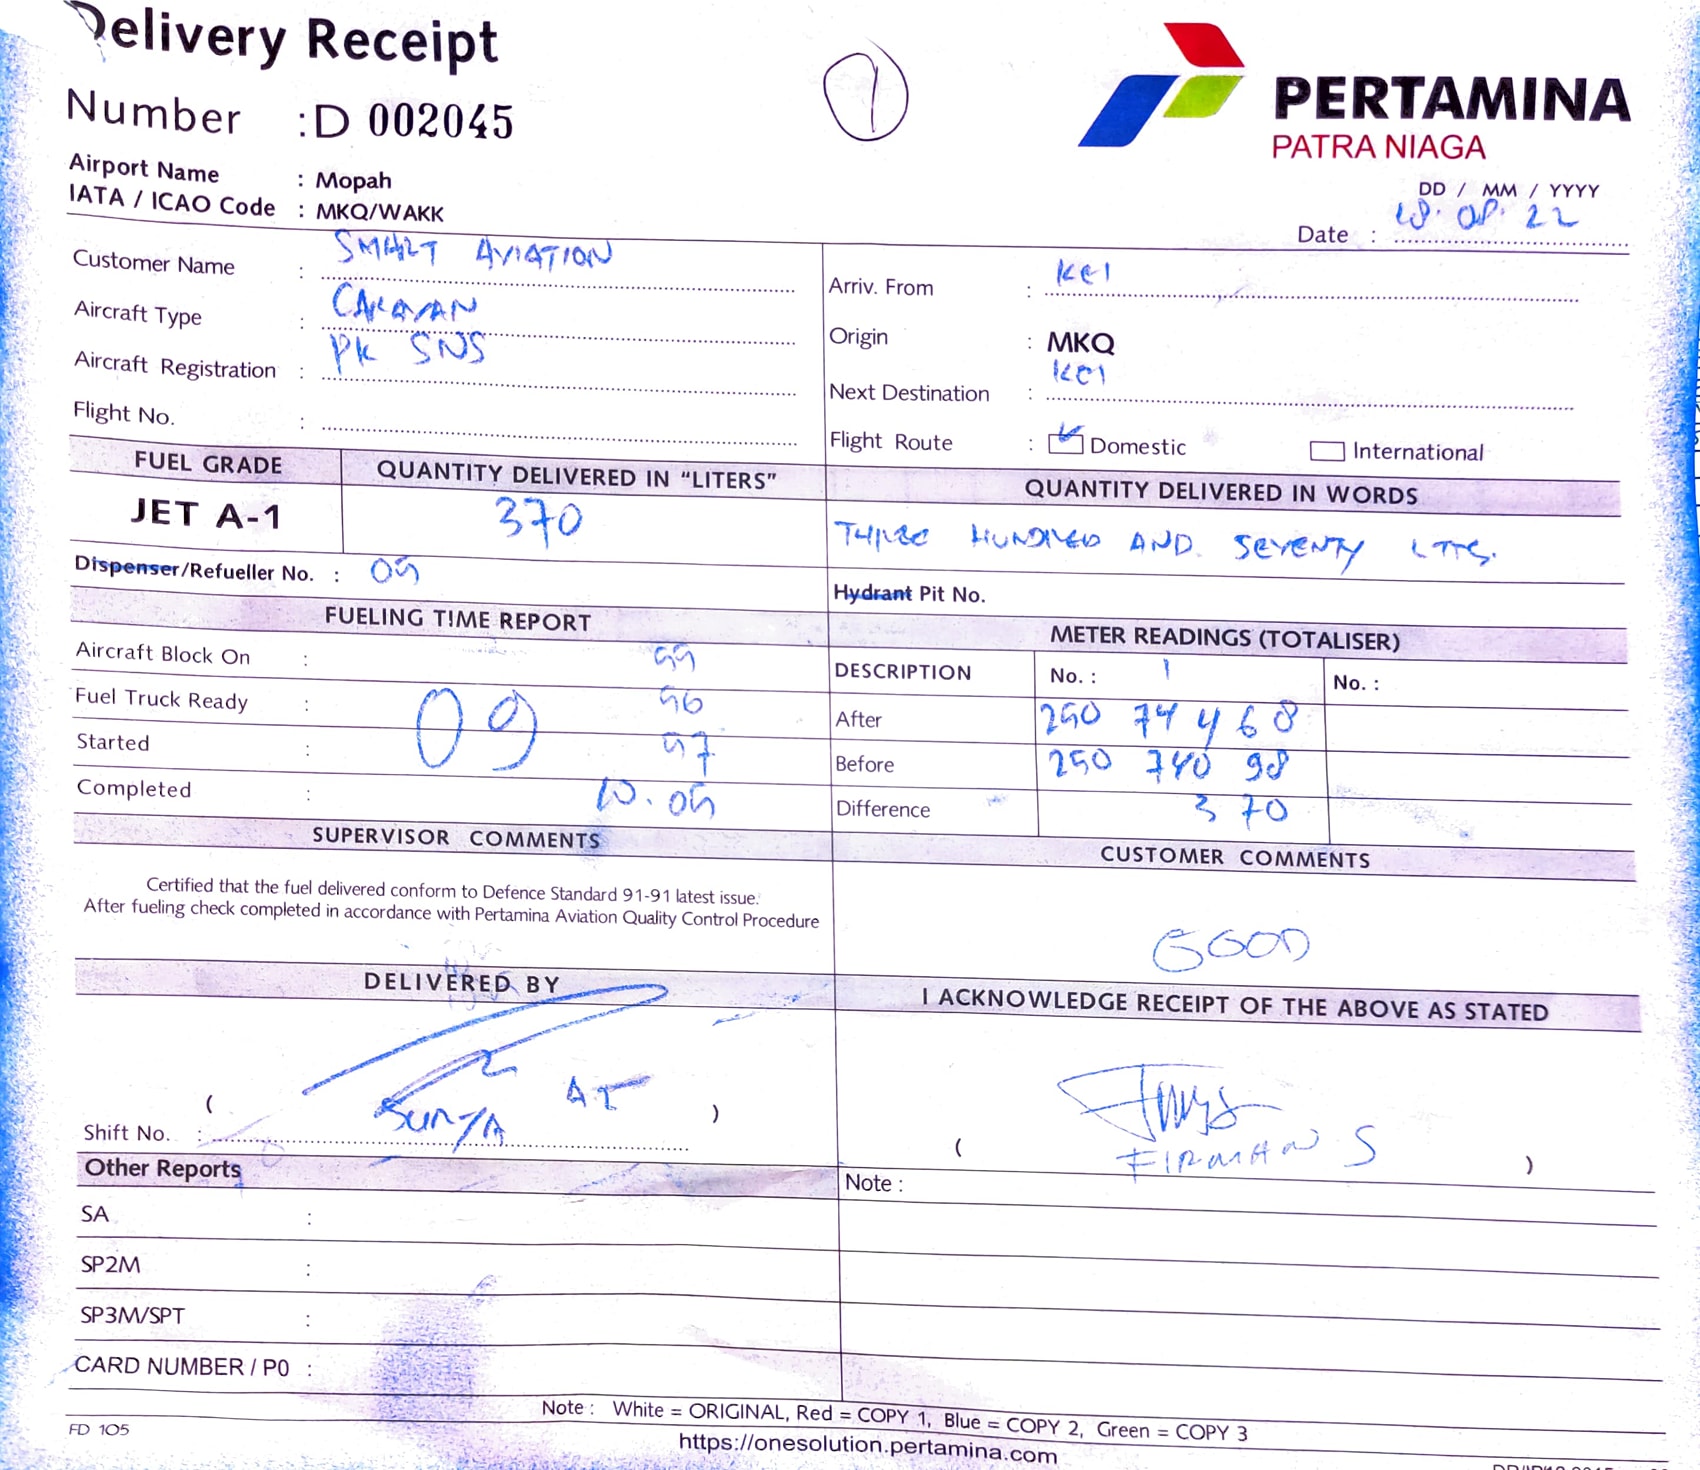 Delivery Receipt
Number : D 002045
1
PERTAMINA
PATRA NIAGA
Airport Name : Mopah
IATA / ICAO Code : MKQ/WAKK
DD / MM / YYYY
Date : 28. 08. 22
Customer Name : SMART AVIATION
Aircraft Type : CARAVAN
Aircraft Registration : PK SNS
Flight No. :
Arriv. From : KEI
Origin : MKQ
Next Destination : KEI
Flight Route : Domestic International
FUEL GRADE QUANTITY DELIVERED IN "LITERS" QUANTITY DELIVERED IN WORDS
JET A-1 370 THREE HUNDRED AND. SEVENTY LTTS.
Dispenser/Refueller No. : 05
Hydrant Pit No.
FUELING TIME REPORT
Aircraft Block On : 55
Fuel Truck Ready : 56
Started : 57
09
Completed : 10. 05
METER READINGS (TOTALISER)
DESCRIPTION No. : 1 No. :
After 250 74 4 6 8
Before 250 740 98
Difference 3 70
SUPERVISOR COMMENTS
Certified that the fuel delivered conform to Defence Standard 91-91 latest issue.
After fueling check completed in accordance with Pertamina Aviation Quality Control Procedure
CUSTOMER COMMENTS
GOOD
DELIVERED BY
( SURYA AT )
Shift No. :
I ACKNOWLEDGE RECEIPT OF THE ABOVE AS STATED
( FIRMAN S )
Other Reports
SA :
SP2M :
SP3M/SPT :
CARD NUMBER / P0 :
Note :
Note : White = ORIGINAL, Red = COPY 1, Blue = COPY 2, Green = COPY 3
FD 105
https://onesolution.pertamina.com